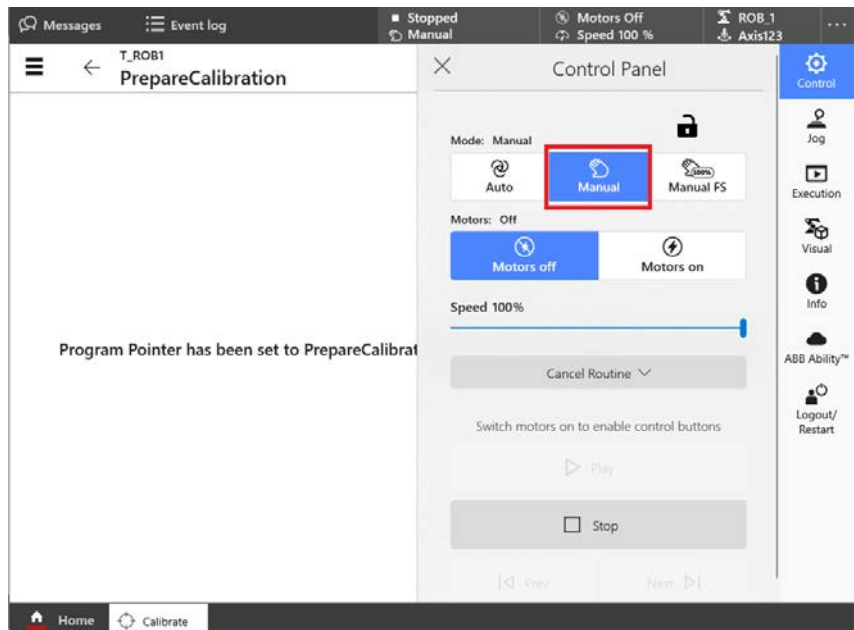 Messages
Event log
Stopped
Manual
Motors Off
Speed 100 %
ROB_1
Axis123
...
T_ROB1
PrepareCalibration
Control Panel
Mode: Manual
Auto
Manual
100%
Manual FS
Motors: Off
Motors off
Motors on
Speed 100%
Cancel Routine
Switch motors on to enable control buttons
Play
Stop
Prev
Next
Program Pointer has been set to PrepareCalibrat
Control
Jog
Execution
Visual
Info
ABB Ability™
Logout/
Restart
Home
Calibrate